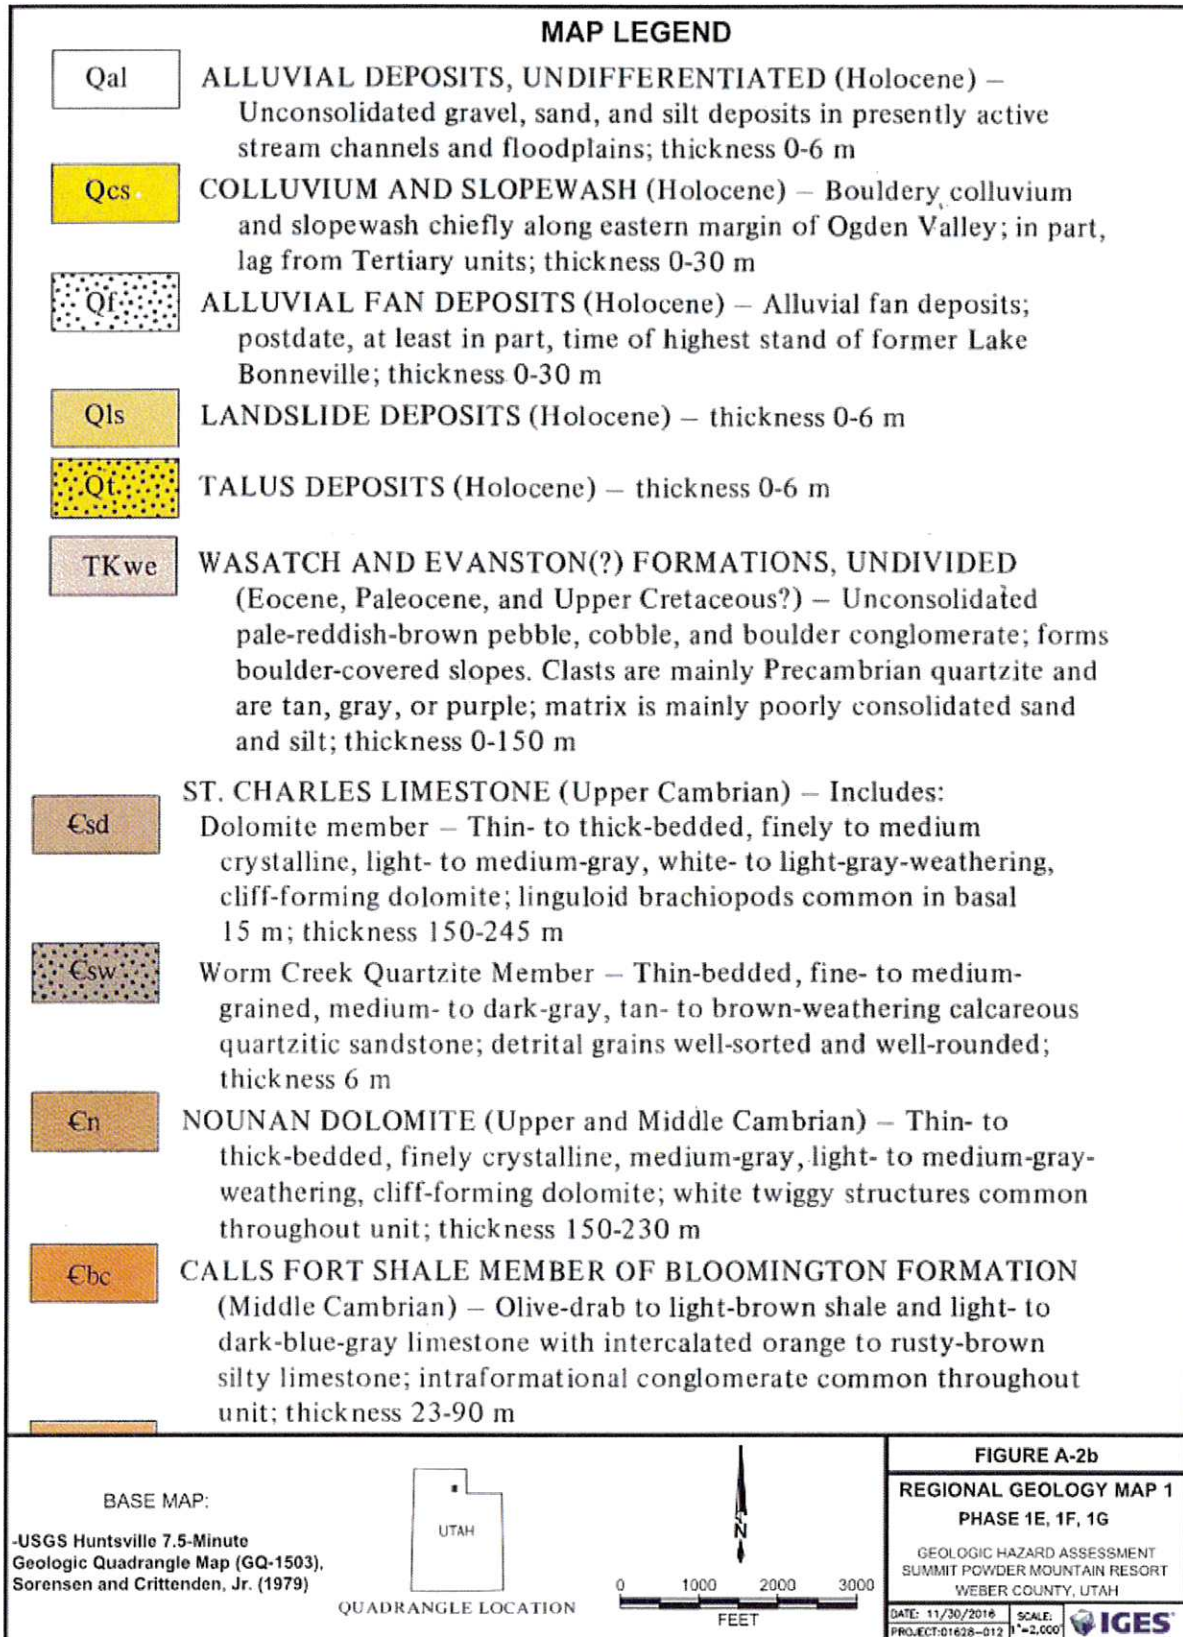 MAP LEGEND
Qal
ALLUVIAL DEPOSITS, UNDIFFERENTIATED (Holocene) –
Unconsolidated gravel, sand, and silt deposits in presently active
stream channels and floodplains; thickness 0-6 m
Qcs
COLLUVIUM AND SLOPEWASH (Holocene) – Bouldery colluvium
and slopewash chiefly along eastern margin of Ogden Valley; in part,
lag from Tertiary units; thickness 0-30 m
Qf
ALLUVIAL FAN DEPOSITS (Holocene) – Alluvial fan deposits;
postdate, at least in part, time of highest stand of former Lake
Bonneville; thickness 0-30 m
Qls
LANDSLIDE DEPOSITS (Holocene) – thickness 0-6 m
Qt
TALUS DEPOSITS (Holocene) – thickness 0-6 m
TKwe
WASATCH AND EVANSTON(?) FORMATIONS, UNDIVIDED
(Eocene, Paleocene, and Upper Cretaceous?) – Unconsolidated
pale-reddish-brown pebble, cobble, and boulder conglomerate; forms
boulder-covered slopes. Clasts are mainly Precambrian quartzite and
are tan, gray, or purple; matrix is mainly poorly consolidated sand
and silt; thickness 0-150 m
ST. CHARLES LIMESTONE (Upper Cambrian) – Includes:
Єsd
Dolomite member – Thin- to thick-bedded, finely to medium
crystalline, light- to medium-gray, white- to light-gray-weathering,
cliff-forming dolomite; linguloid brachiopods common in basal
15 m; thickness 150-245 m
Єsw
Worm Creek Quartzite Member – Thin-bedded, fine- to medium-
grained, medium- to dark-gray, tan- to brown-weathering calcareous
quartzitic sandstone; detrital grains well-sorted and well-rounded;
thickness 6 m
Єn
NOUNAN DOLOMITE (Upper and Middle Cambrian) – Thin- to
thick-bedded, finely crystalline, medium-gray, light- to medium-gray-
weathering, cliff-forming dolomite; white twiggy structures common
throughout unit; thickness 150-230 m
Єbc
CALLS FORT SHALE MEMBER OF BLOOMINGTON FORMATION
(Middle Cambrian) – Olive-drab to light-brown shale and light- to
dark-blue-gray limestone with intercalated orange to rusty-brown
silty limestone; intraformational conglomerate common throughout
unit; thickness 23-90 m
BASE MAP:
-USGS Huntsville 7.5-Minute
Geologic Quadrangle Map (GQ-1503),
Sorensen and Crittenden, Jr. (1979)
UTAH
QUADRANGLE LOCATION
N
0 1000 2000 3000
FEET
FIGURE A-2b
REGIONAL GEOLOGY MAP 1
PHASE 1E, 1F, 1G
GEOLOGIC HAZARD ASSESSMENT
SUMMIT POWDER MOUNTAIN RESORT
WEBER COUNTY, UTAH
DATE: 11/30/2016
PROJECT:01628-012
SCALE:
1"=2,000'
IGES